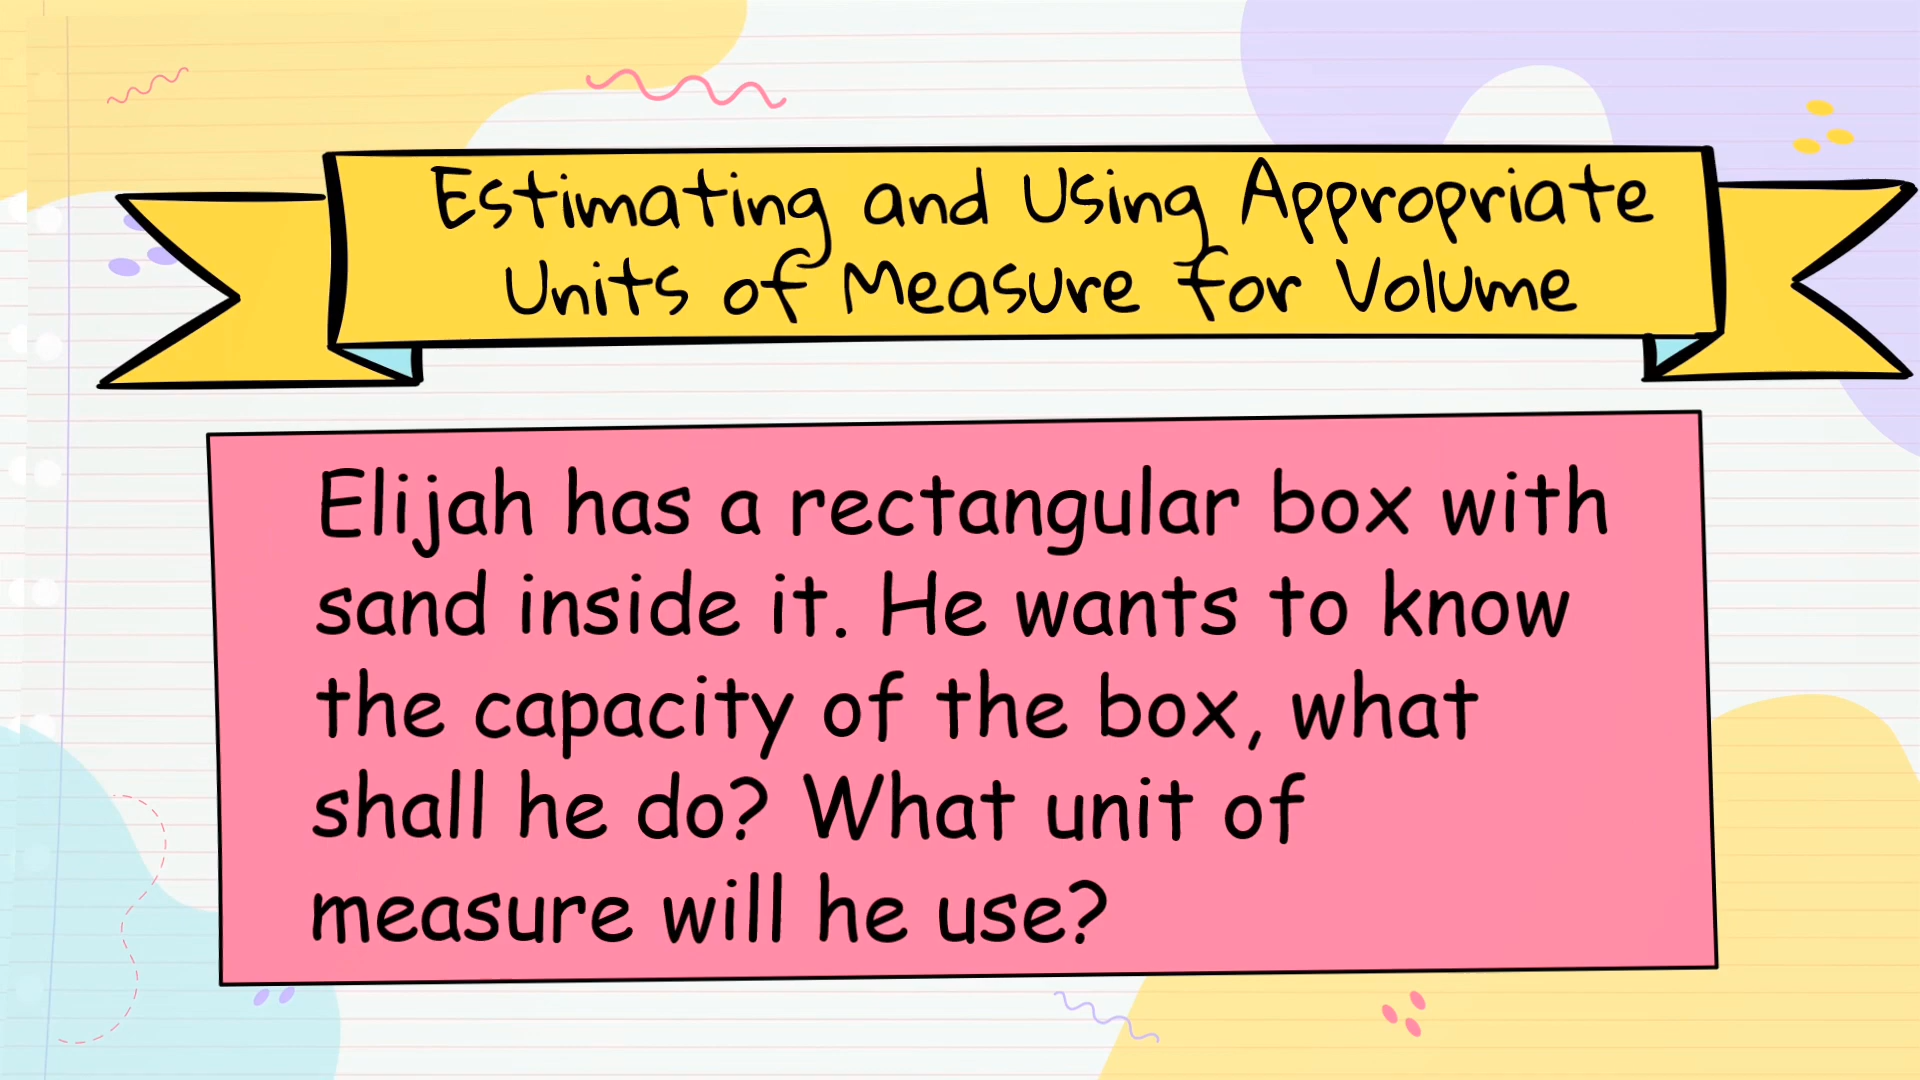 Estimating and Using Appropriate
Units of Measure for Volume
Elijah has a rectangular box with
sand inside it. He wants to know
the capacity of the box, what
shall he do? What unit of
measure will he use?